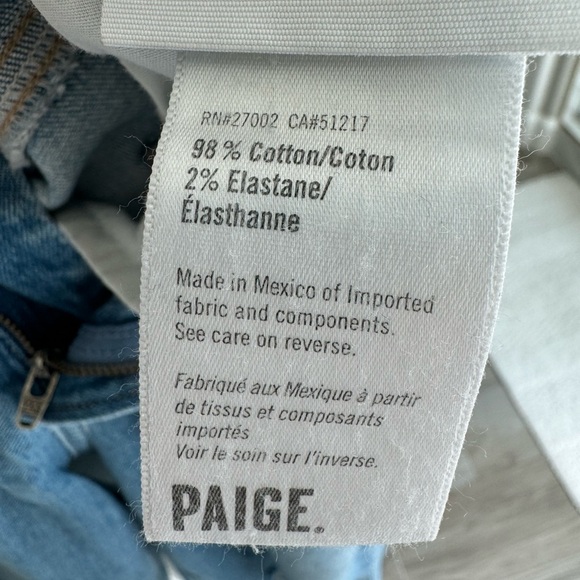 RN#27002 CA#51217
98% Cotton/Coton
2% Elastane/
Élasthanne
Made in Mexico of Imported
fabric and components.
See care on reverse.
Fabriqué aux Mexique à partir
de tissus et composants
importés
Voir le soin sur l'inverse.
PAIGE.